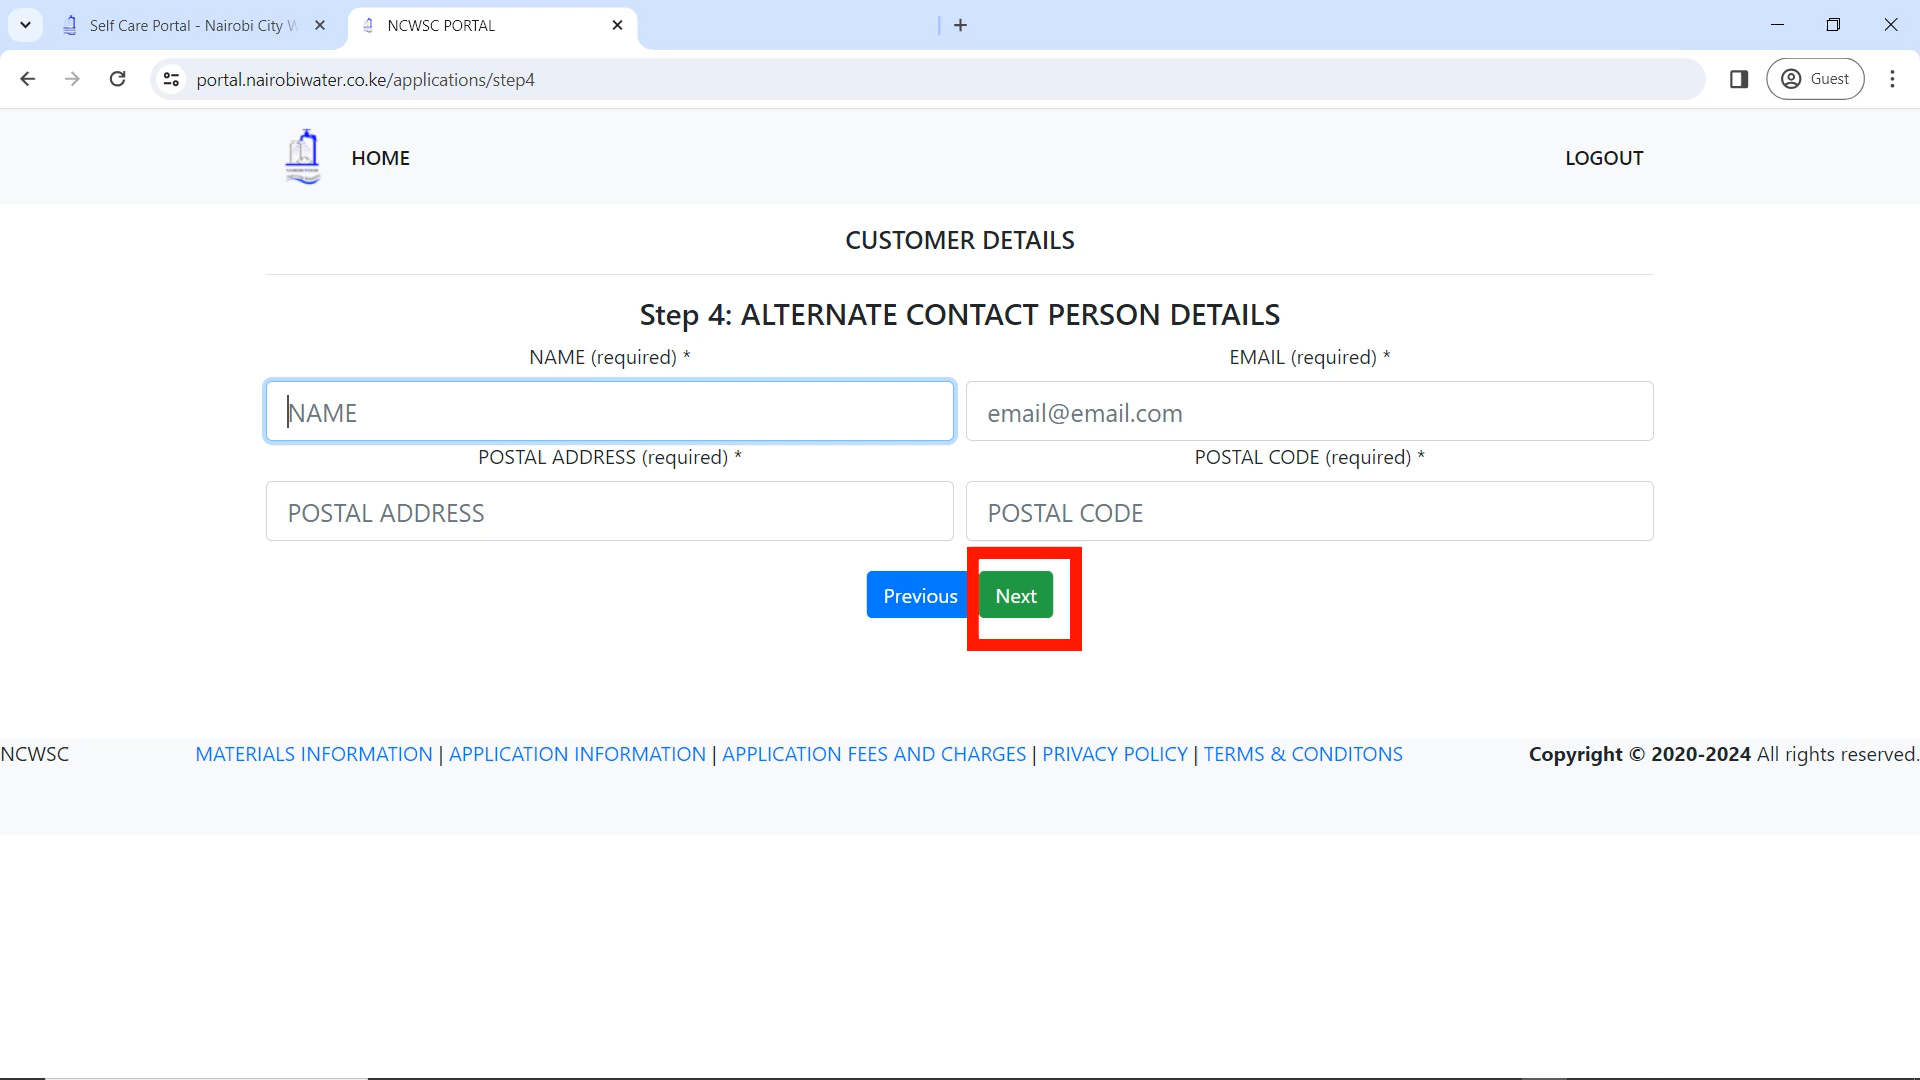 Self Care Portal - Nairobi City W
NCWSC PORTAL
portal.nairobiwater.co.ke/applications/step4
Guest
HOME
LOGOUT
CUSTOMER DETAILS
Step 4: ALTERNATE CONTACT PERSON DETAILS
NAME (required) *
EMAIL (required) *
NAME
email@email.com
POSTAL ADDRESS (required) *
POSTAL CODE (required) *
POSTAL ADDRESS
POSTAL CODE
Previous
Next
NCWSC
MATERIALS INFORMATION | APPLICATION INFORMATION | APPLICATION FEES AND CHARGES | PRIVACY POLICY | TERMS & CONDITONS
Copyright © 2020-2024 All rights reserved.